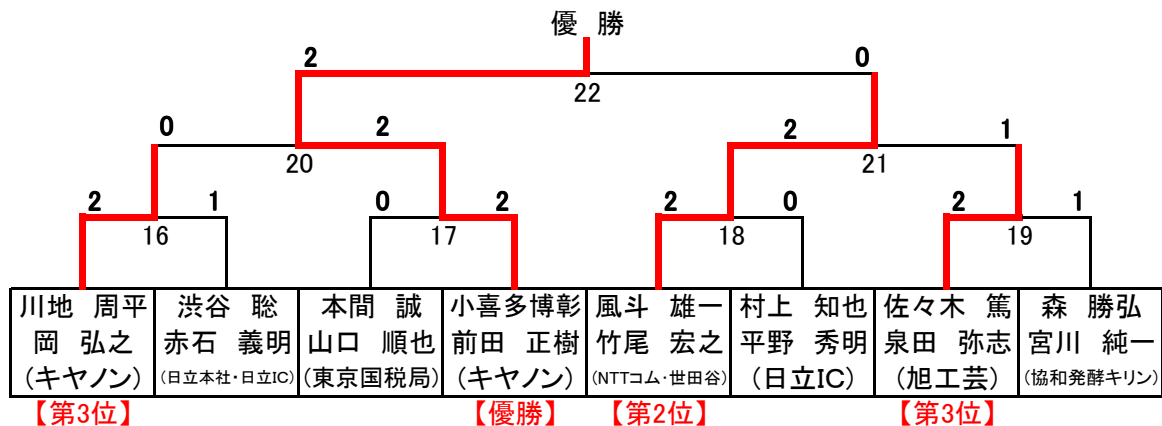 優 勝
2 0
22
0 2 2 1
20 21
2 1 0 2 2 0 2 1
16 17 18 19
川地 周平 渋谷 聡 本間 誠 小喜多博彰 風斗 雄一 村上 知也 佐々木 篤 森 勝弘
岡 弘之 赤石 義明 山口 順也 前田 正樹 竹尾 宏之 平野 秀明 泉田 弥志 宮川 純一
(キヤノン) (日立本社・日立IC) (東京国税局) (キヤノン) (NTTコム・世田谷) (日立IC) (旭工芸) (協和発酵キリン)
【第3位】 【優勝】 【第2位】 【第3位】